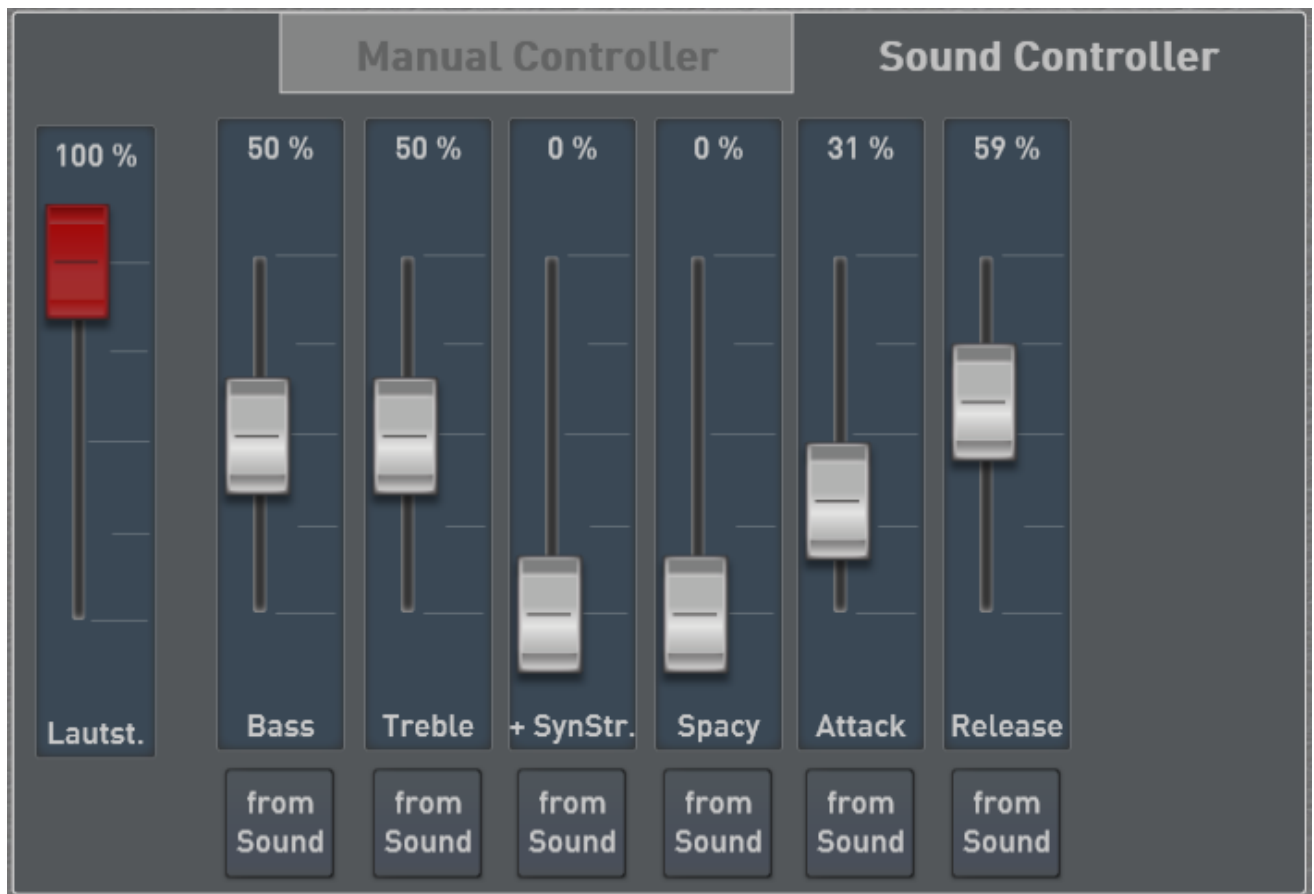 Manual Controller Sound Controller
100 % 50 % 50 % 0 % 0 % 31 % 59 %
Lautst. Bass Treble + SynStr. Spacy Attack Release
from from from from from from
Sound Sound Sound Sound Sound Sound